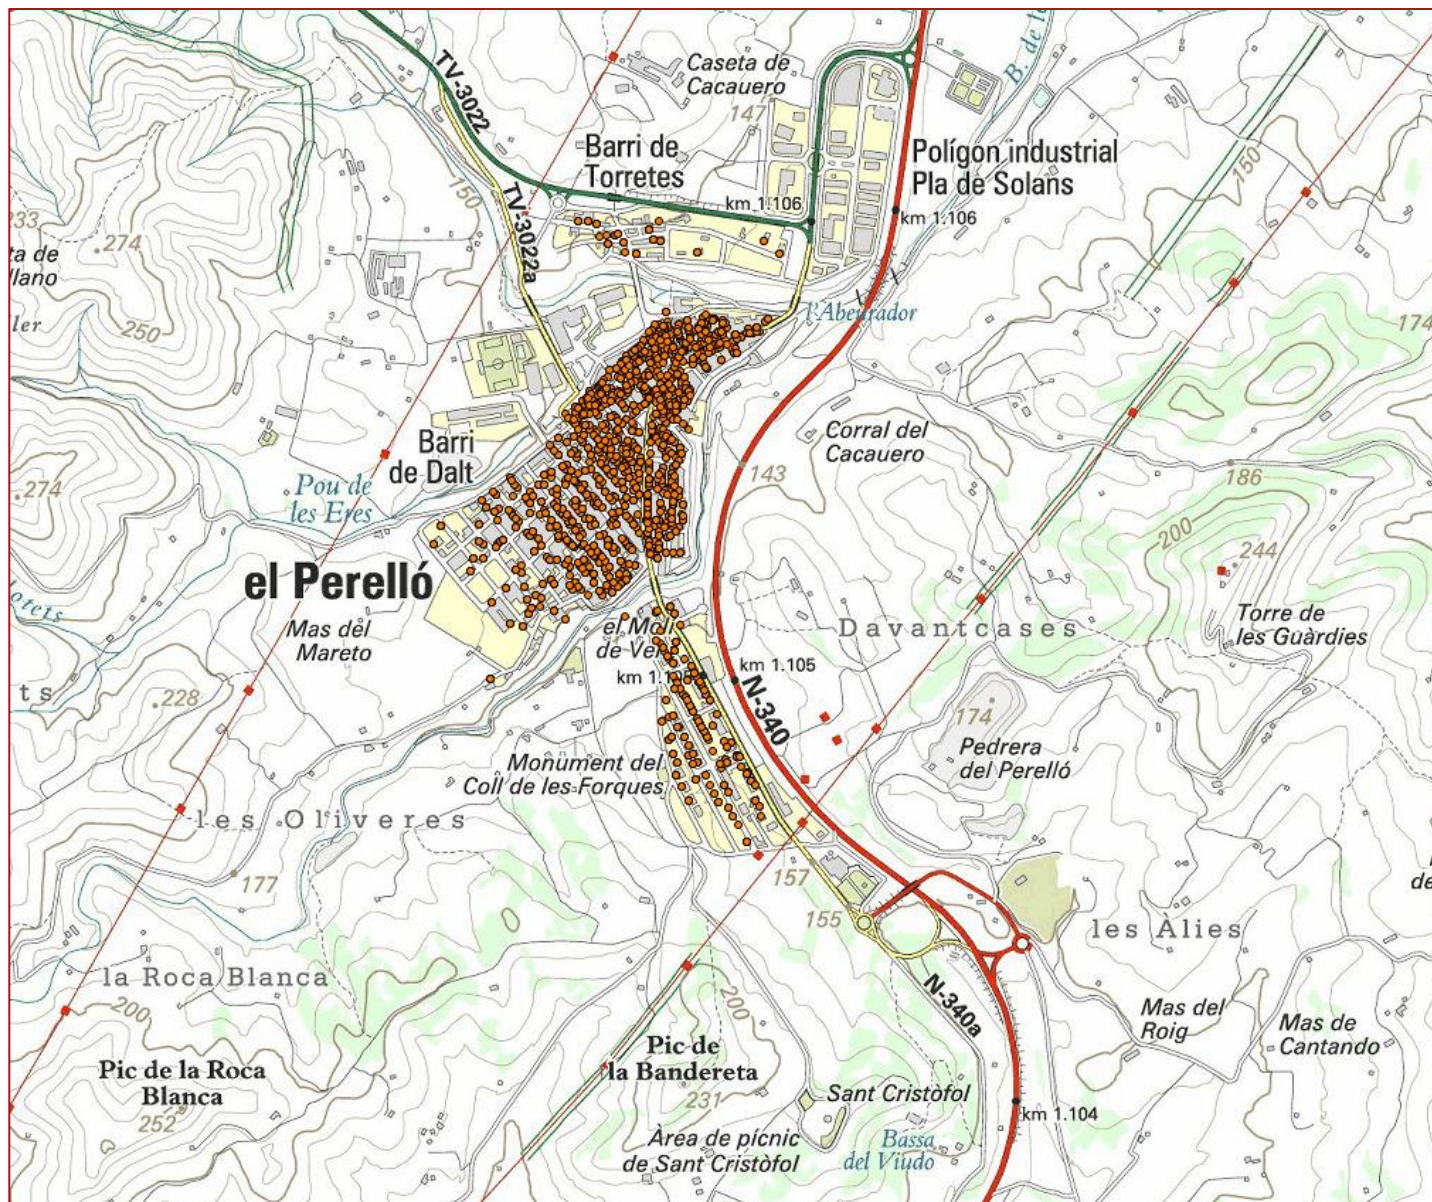 TV-3022
Caseta de
Cacauero
147
Barri de
Torretes
Polígon industrial
Pla de Solans
km 1.106
km 1.106
150
150
TV-3022a
233
274
ta de
llano
250
l'Abeurador
174
Barri
de Dalt
Corral del
Cacauero
143
186
274
Pou de
les Eres
200
244
el Perelló
Mas del
Mareto
Davantcases
Torre de
les Guàrdies
km 1.105
N-340
ts
228
174
Pedrera
del Perelló
Monument del
Coll de les Forques
les Oliveres
177
157
155
les Àlies
la Roca Blanca
200
200
N-340a
Mas del
Roig
Mas de
Cantando
Pic de la Roca
Blanca
252
Pic de
la Bandereta
231
Sant Cristòfol
km 1.104
Àrea de pícnic
de Sant Cristòfol
Bassa
del Viudo